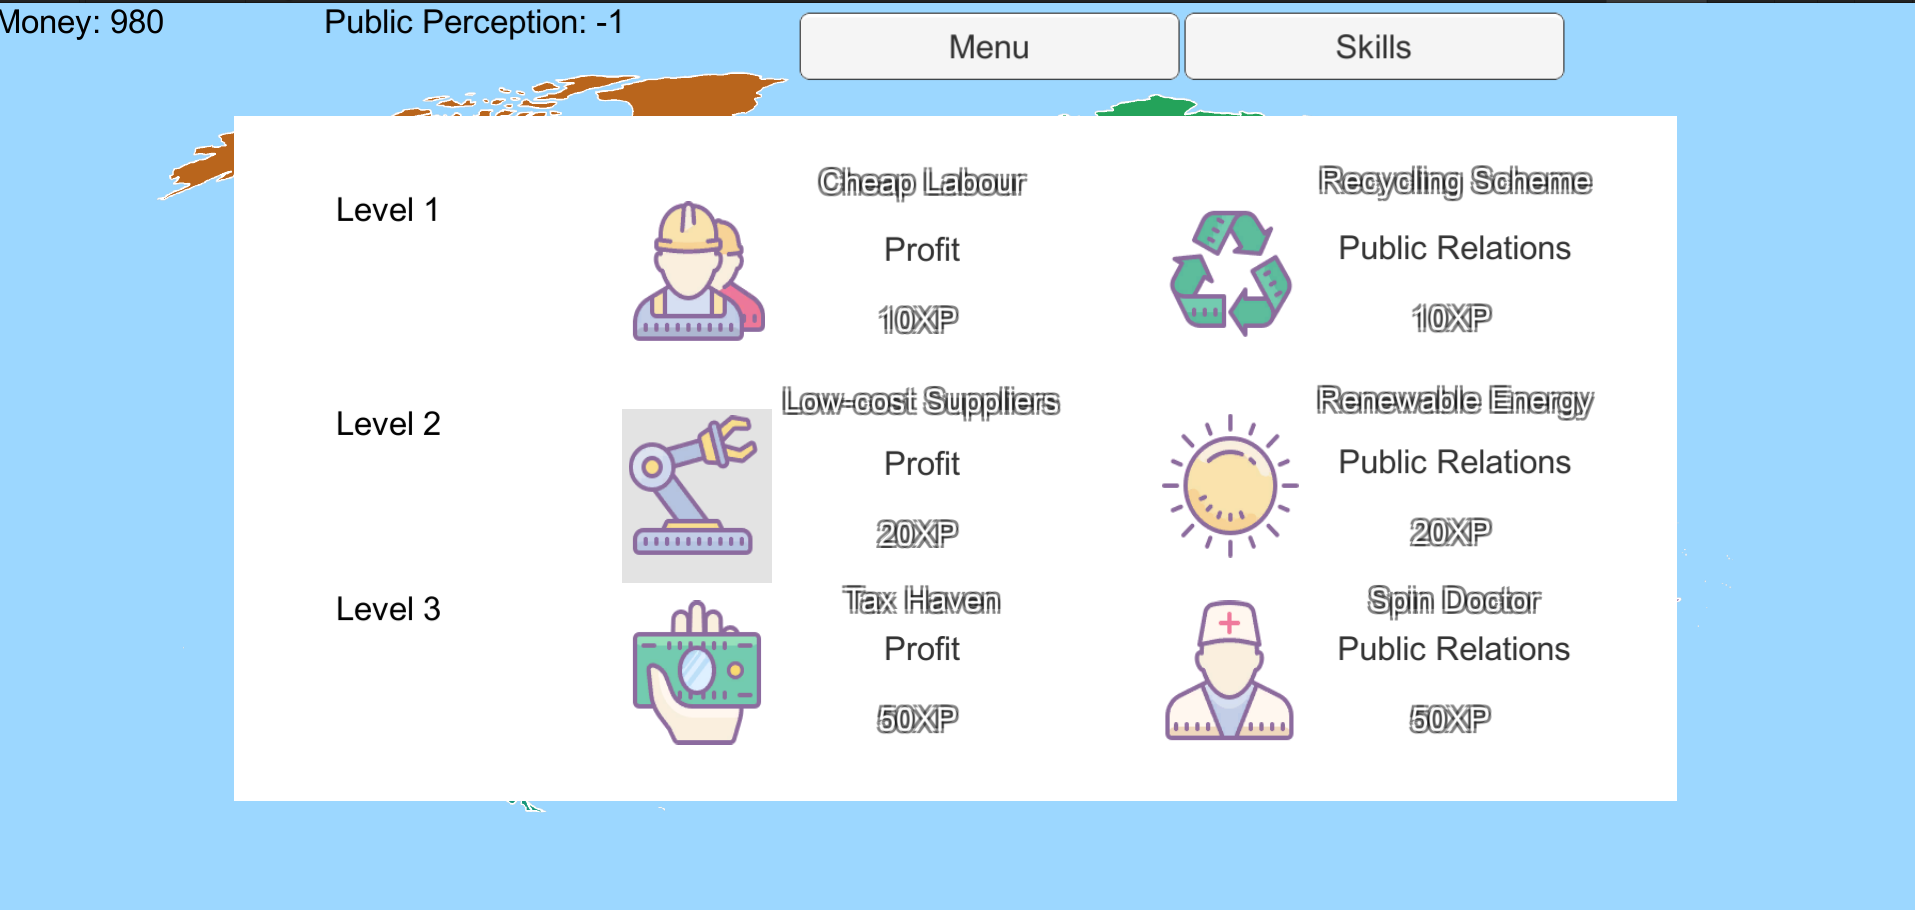 Money: 980
Public Perception: -1
Menu
Skills
Level 1
Cheap Labour
Profit
10XP
Recycling Scheme
Public Relations
10XP
Level 2
Low-cost Suppliers
Profit
20XP
Renewable Energy
Public Relations
20XP
Level 3
Tax Haven
Profit
50XP
Spin Doctor
Public Relations
50XP